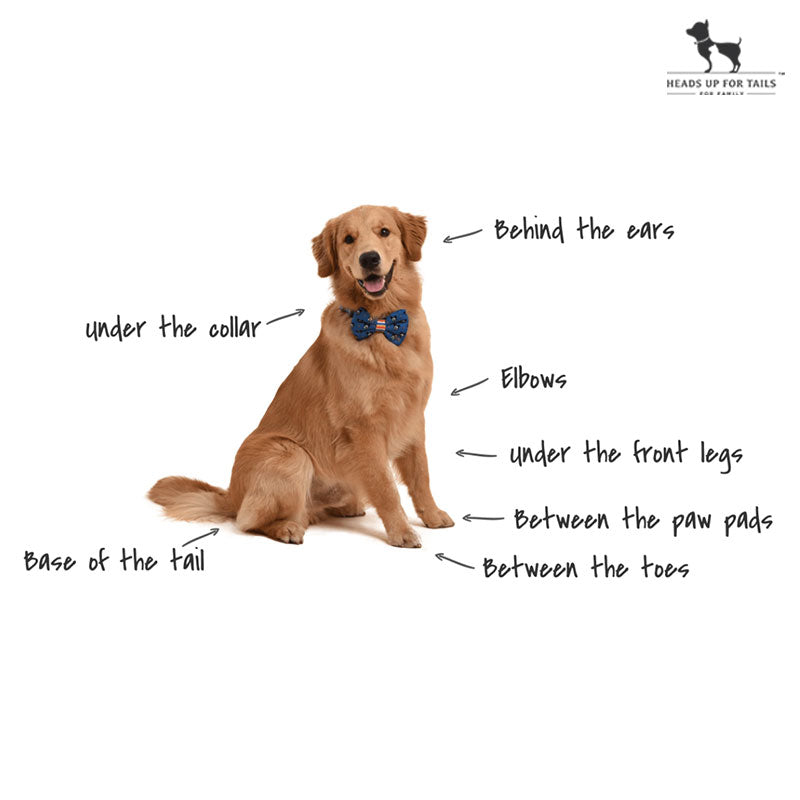 HEADS UP FOR TAILS
FOR FAMILY
Behind the ears
under the collar
Elbows
under the front legs
Between the paw pads
Base of the tail
Between the toes